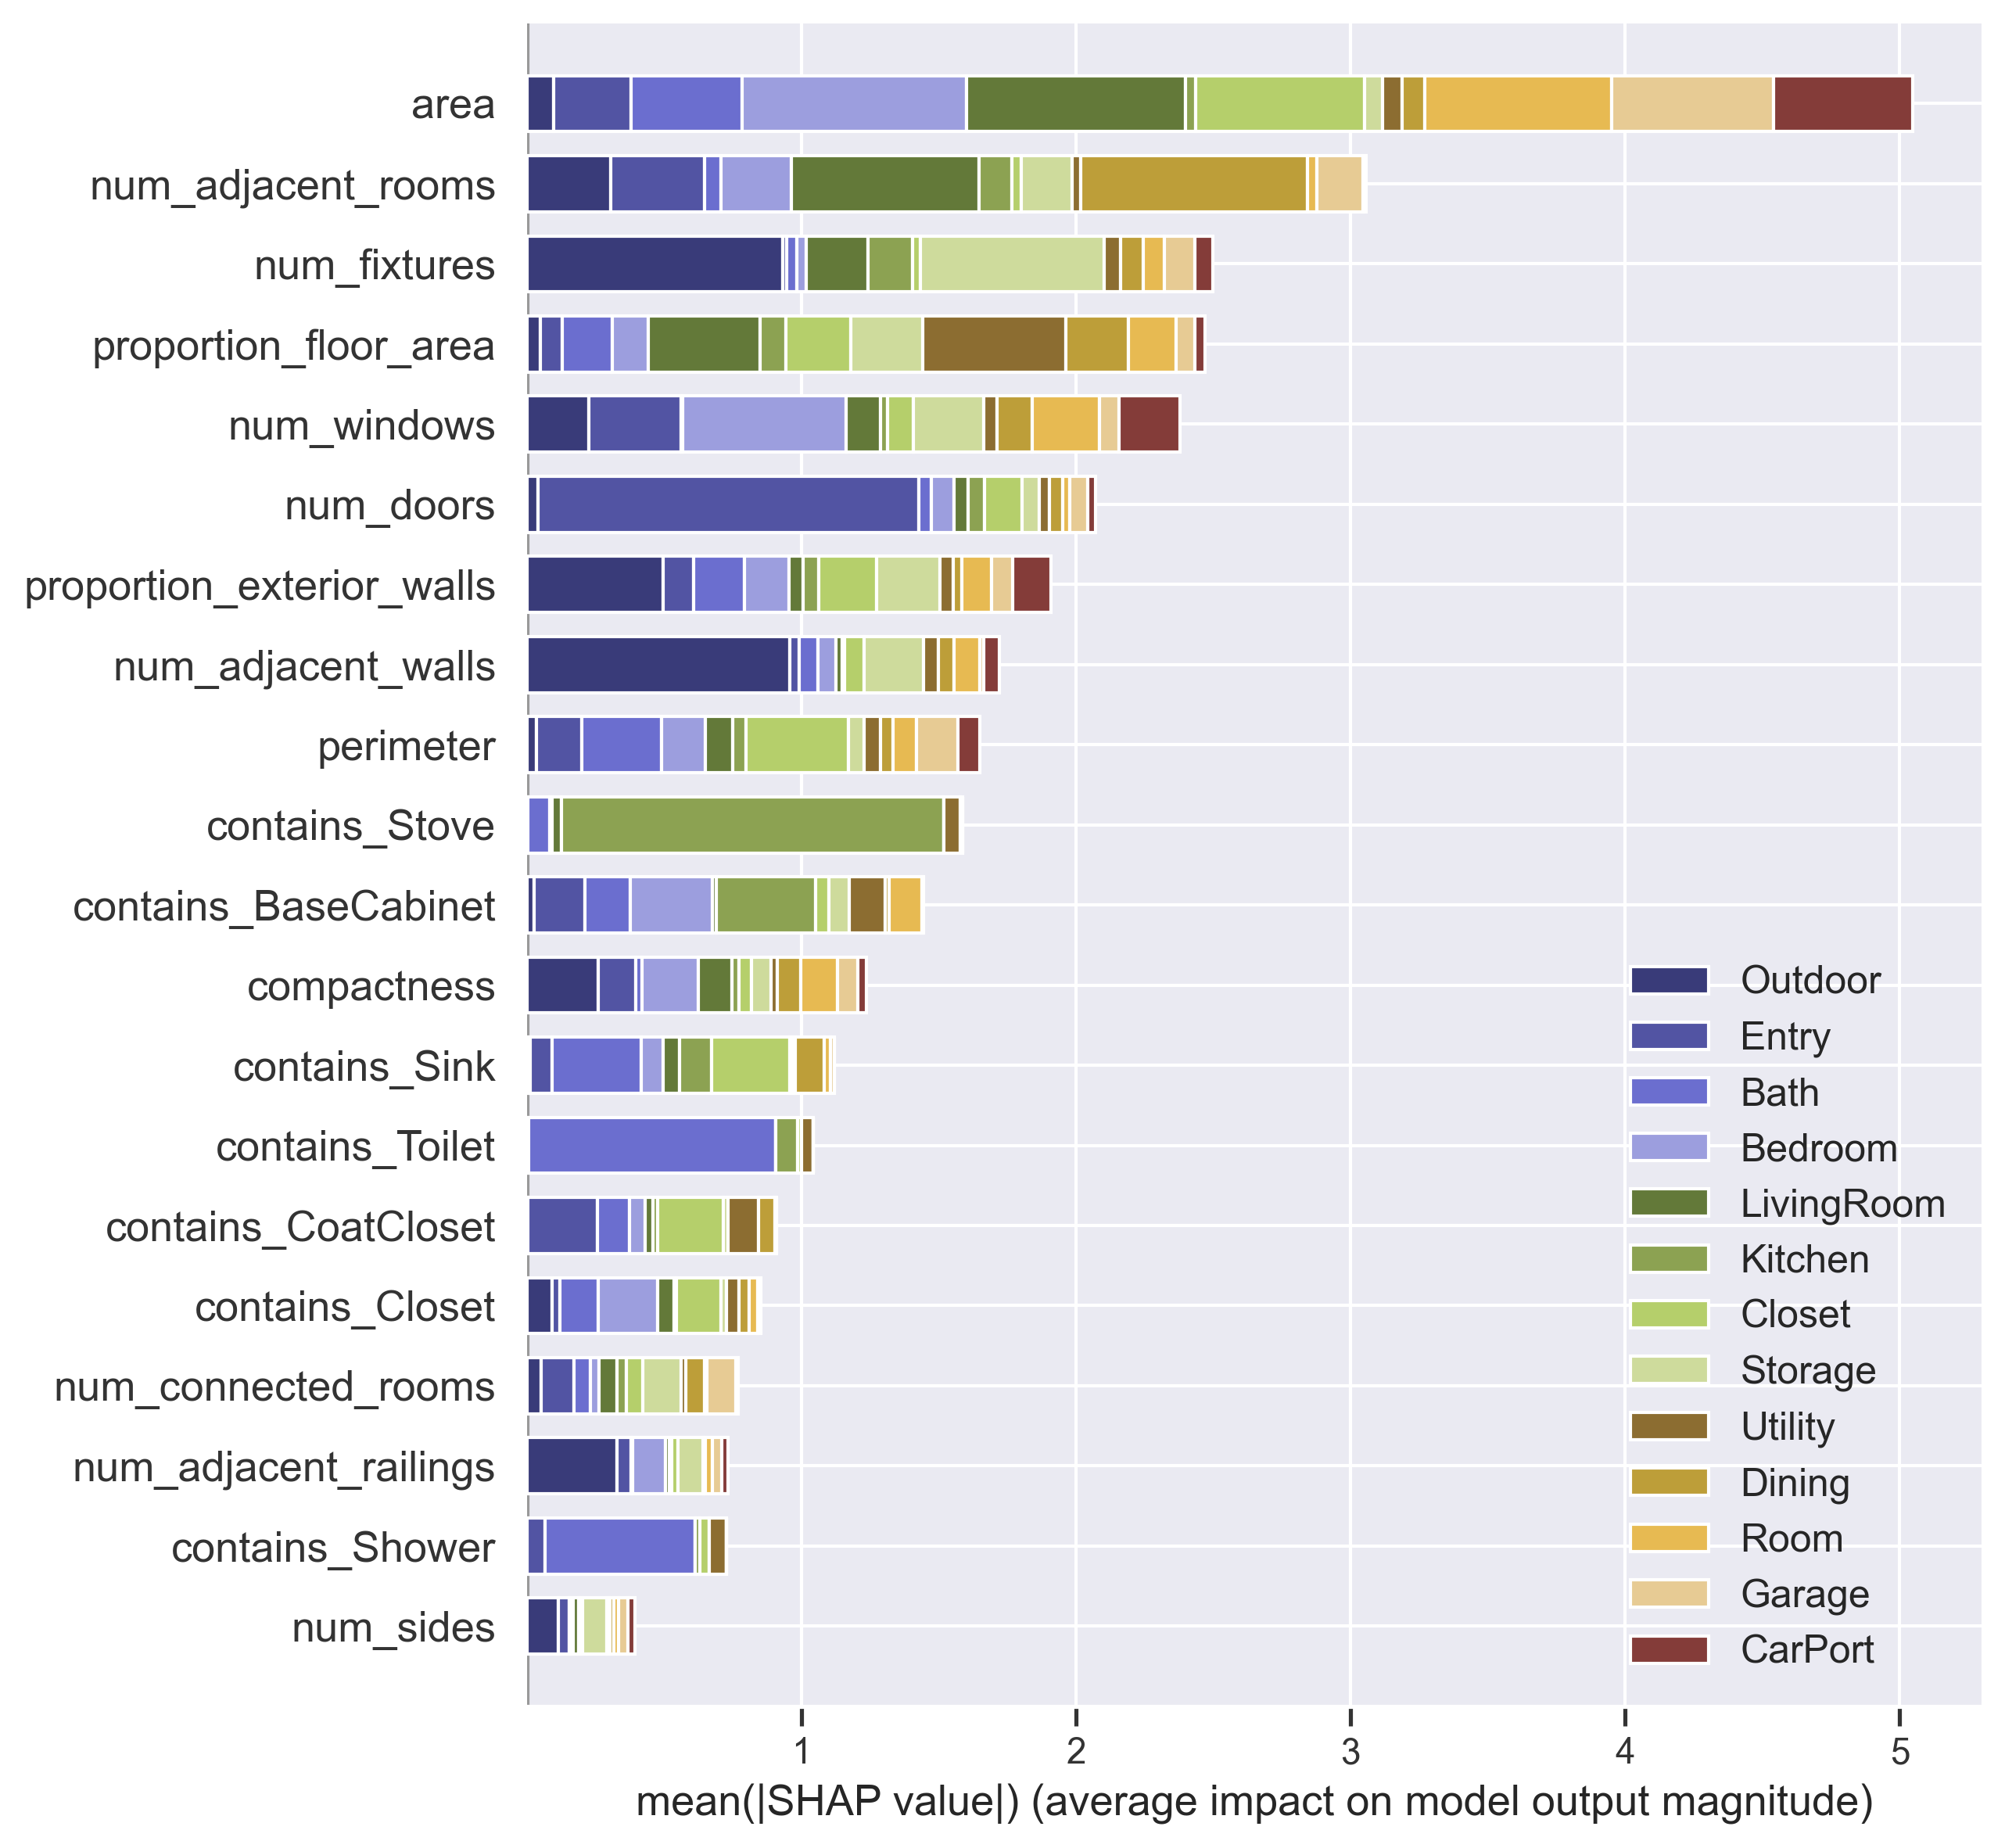 area
num_adjacent_rooms
num_fixtures
proportion_floor_area
num_windows
num_doors
proportion_exterior_walls
num_adjacent_walls
perimeter
contains_Stove
contains_BaseCabinet
compactness
contains_Sink
contains_Toilet
contains_CoatCloset
contains_Closet
num_connected_rooms
num_adjacent_railings
contains_Shower
num_sides
Outdoor
Entry
Bath
Bedroom
LivingRoom
Kitchen
Closet
Storage
Utility
Dining
Room
Garage
CarPort
1 2 3 4 5
mean(|SHAP value|) (average impact on model output magnitude)